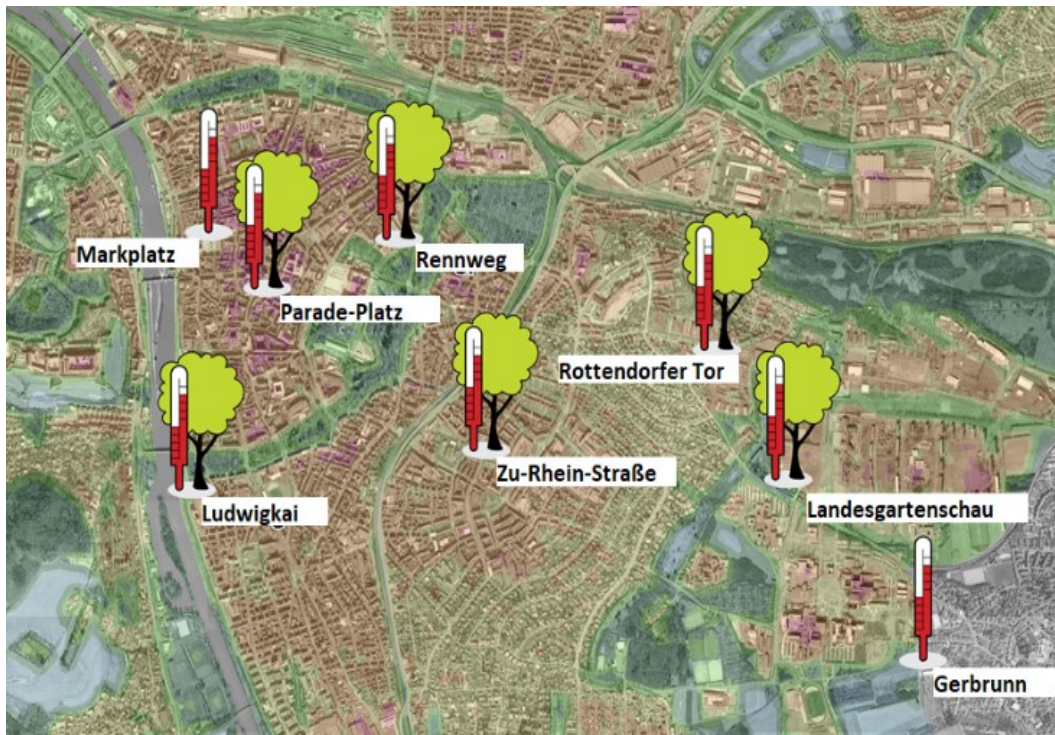 Markplatz
Rennweg
Parade-Platz
Rottendorfer Tor
Zu-Rhein-Straße
Ludwigkai
Landesgartenschau
Gerbrunn